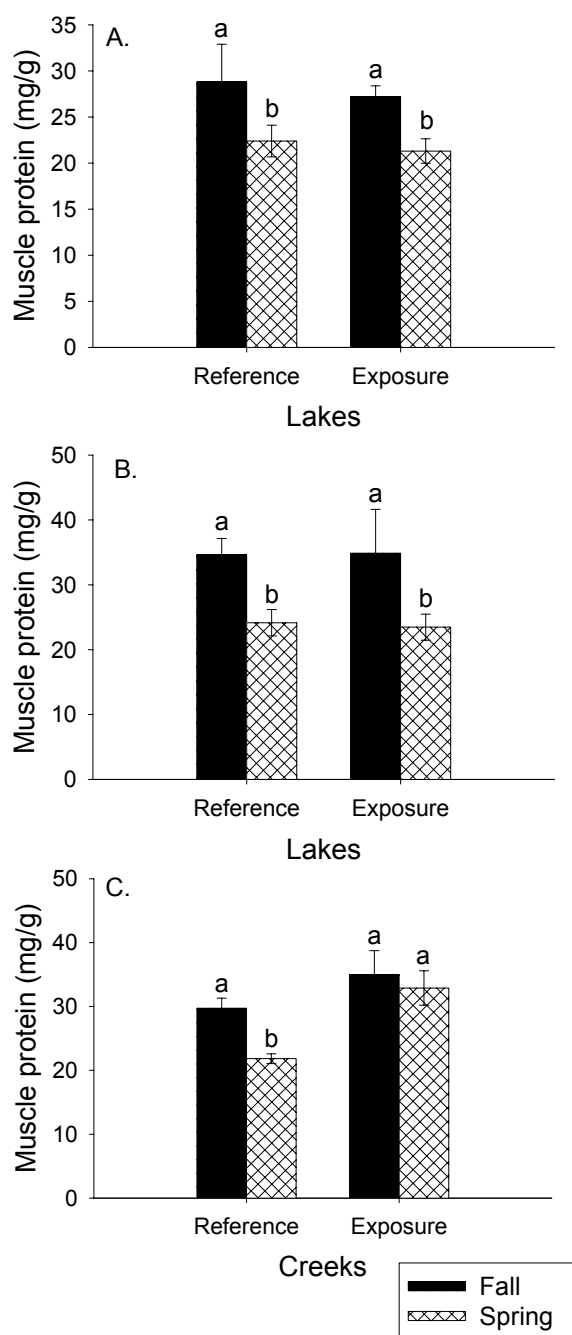 A.
Muscle protein (mg/g)
35
30
25
20
15
10
5
0
a
b
a
b
Reference
Exposure
Lakes
B.
Muscle protein (mg/g)
50
40
30
20
10
0
a
b
a
b
Reference
Exposure
Lakes
C.
Muscle protein (mg/g)
50
40
30
20
10
0
a
b
a
a
Reference
Exposure
Creeks
Fall
Spring